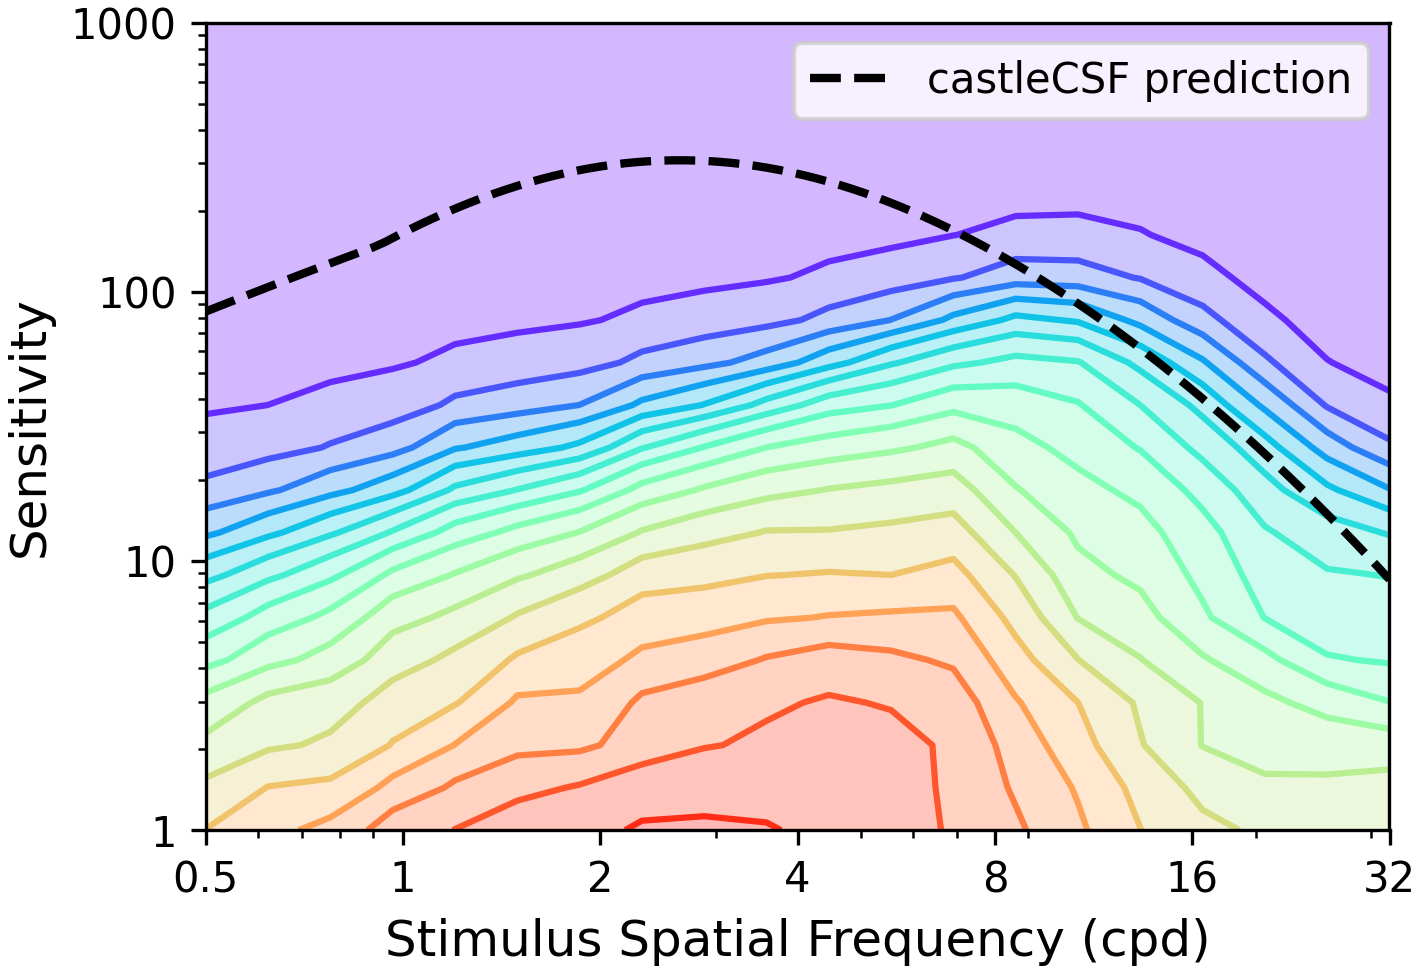 1000
castleCSF prediction
100
Sensitivity
10
1
0.5 1 2 4 8 16 32
Stimulus Spatial Frequency (cpd)